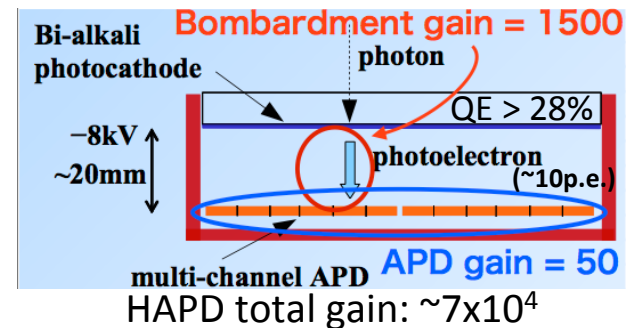 Bombardment gain = 1500
Bi-alkali
photocathode
photon
QE > 28%
−8kV
~20mm
photoelectron
(~10p.e.)
multi-channel APD
APD gain = 50
HAPD total gain: ~7x10⁴